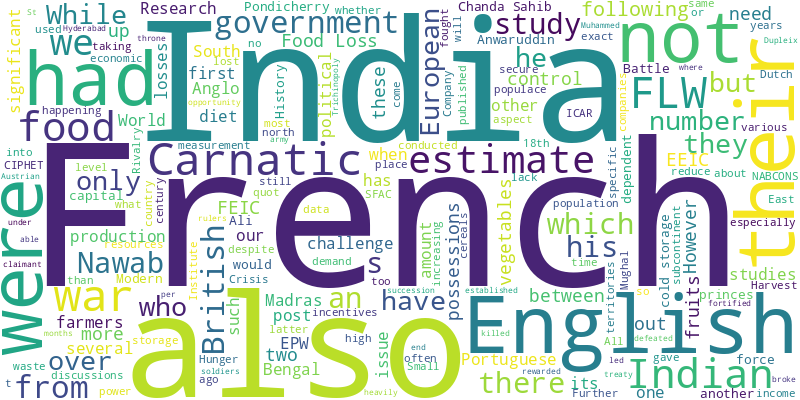 French
India
also
English
had
not
their
were
FLW
food
Carnatic
estimate
Indian
war
Nawab
British
which
his
study
government
we
While
he
they
number
from
over
who
there
European
an
have
but
only
s
Research
Pondicherry
whether
Chanda Sahib
following
need
used
Hyderabad
up
Food Loss
South
Anwaruddin
years
same
or
Muhammed
Dupleix
throne
taking
no
will
exact
St
economic
losses
these
come
fought
secure
Battle
Dutch
significant
first
Anglo
political
History
lost
opportunity
Trichinopoly
Company
populace
control
companies
where
published
aspect
ICAR
diet
World
most
army
north
other
18th
various
happening
measurement
conducted
into
Rivalry
when
place
EEIC
reduce
about
NABCONS
CIPHET
level
Austrian
country
century
still
quot
has
lack
specific
dependent
East
capital
what
FEIC
SFAC
population
especially
under
resources
Ali
data
our
cereals
vegetables
possessions
able
production
Institute
despite
amount
increasing
time
Mughal
cold storage
subcontinent
However
studies
claimant
than
Modern
would
demand
challenge
rulers
Crisis
too
between
territories
fruits
Harvest
per
succession
established
princes
fortified
farmers
such
Madras
incentives
All
so
more
post
latter
out
gave
force
several
two
EPW
issue
Portuguese
treaty
storage
Hunger
high
end
killed
its
led
defeated
waste
Bengal
often
Small
one
another
income
t
discussions
months
soldiers
Further
power
ago
heavily
rewarded
broke